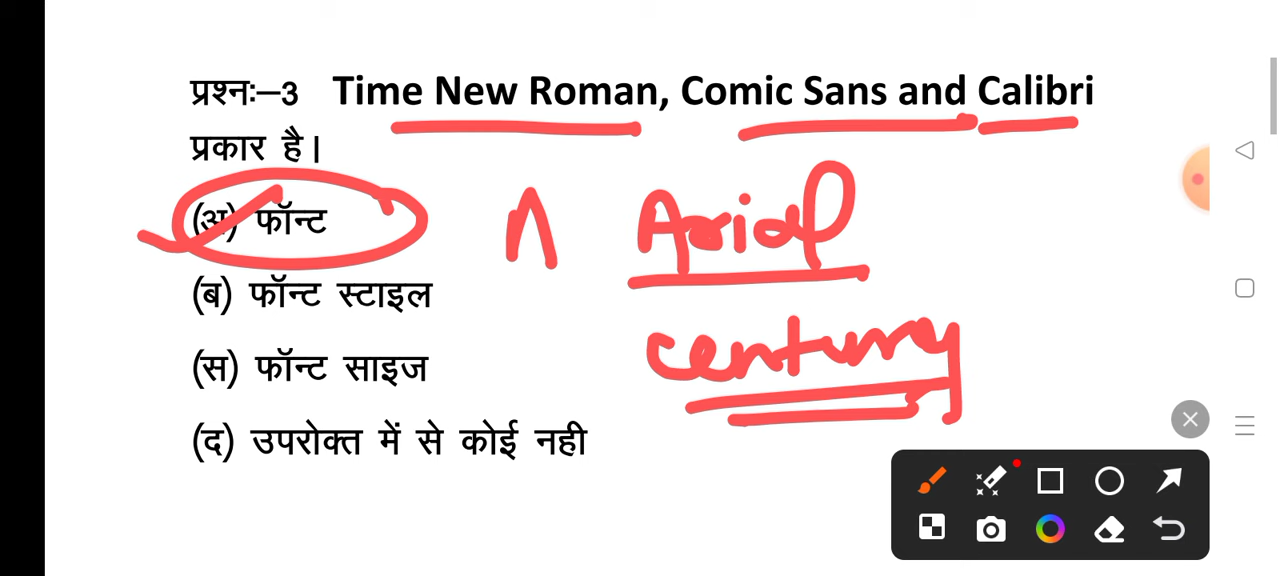 प्रश्नः–3 Time New Roman, Comic Sans and Calibri
प्रकार है।
(अ) फॉन्ट
Arial
(ब) फॉन्ट स्टाइल
century
(स) फॉन्ट साइज
(द) उपरोक्त में से कोई नही